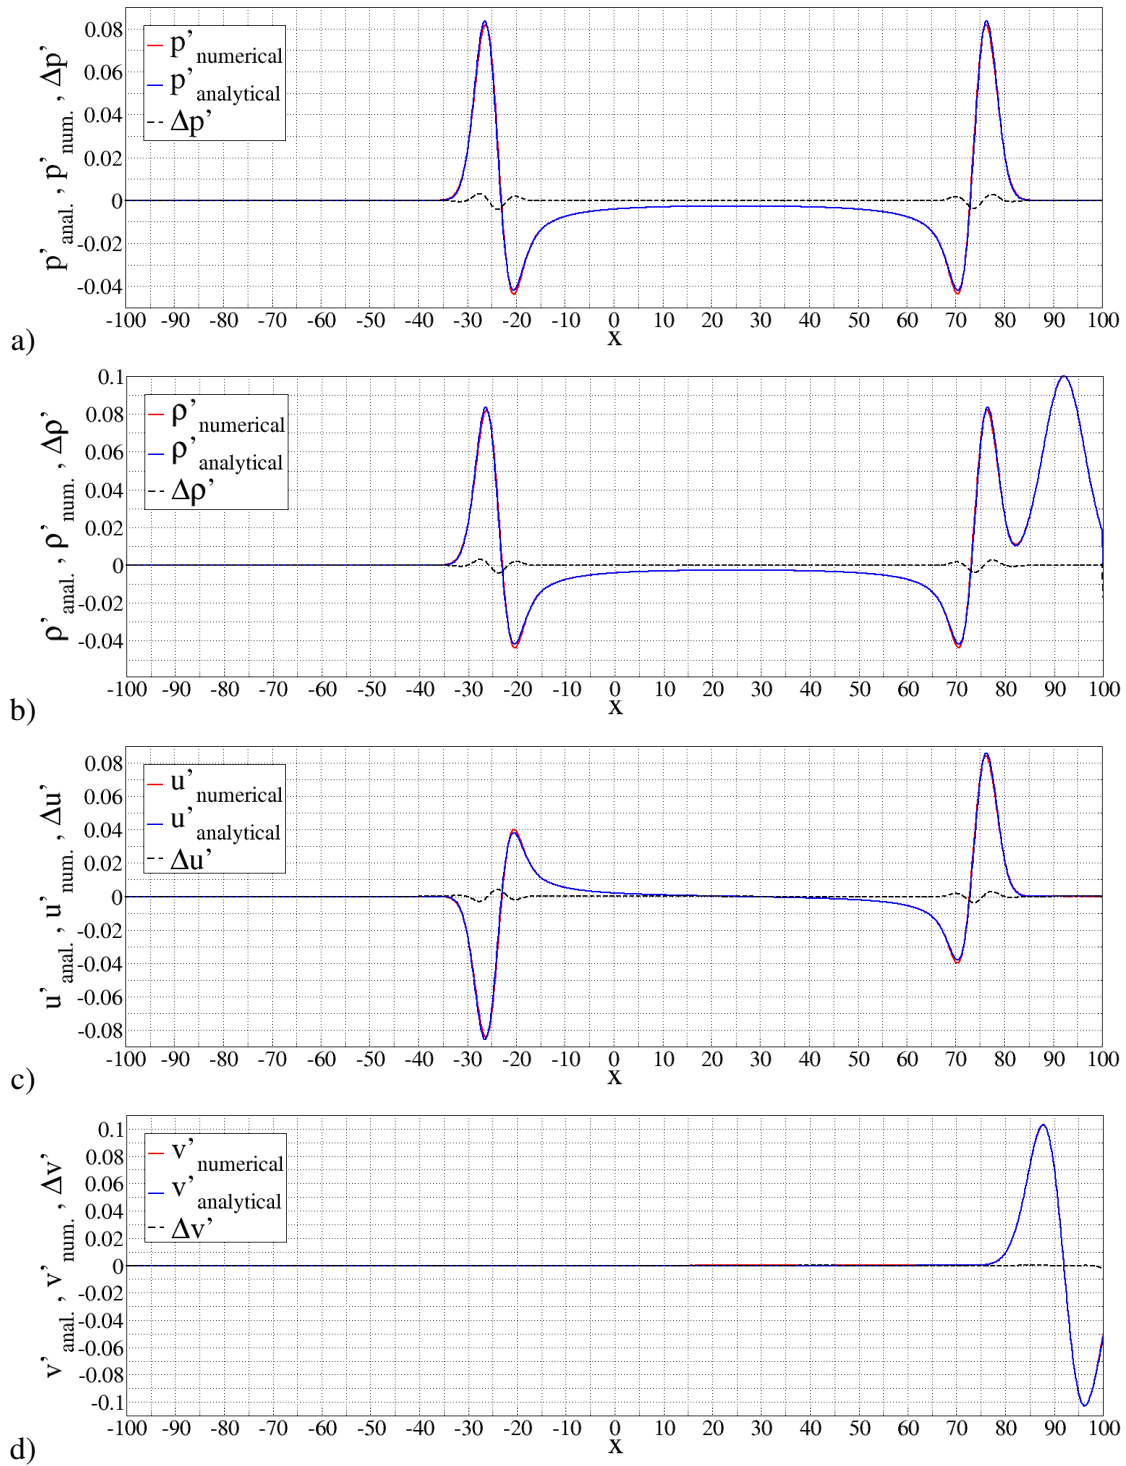 p'anal. , p'num. , Δp'
0.08
0.06
0.04
0.02
0
-0.02
-0.04
p'numerical
p'analytical
Δp'
-100 -90 -80 -70 -60 -50 -40 -30 -20 -10 0 10 20 30 40 50 60 70 80 90 100
x
a)
ρ'anal. , ρ'num. , Δρ'
0.1
0.08
0.06
0.04
0.02
0
-0.02
-0.04
ρ'numerical
ρ'analytical
Δρ'
-100 -90 -80 -70 -60 -50 -40 -30 -20 -10 0 10 20 30 40 50 60 70 80 90 100
x
b)
u'anal. , u'num. , Δu'
0.08
0.06
0.04
0.02
0
-0.02
-0.04
-0.06
-0.08
u'numerical
u'analytical
Δu'
-100 -90 -80 -70 -60 -50 -40 -30 -20 -10 0 10 20 30 40 50 60 70 80 90 100
x
c)
v'anal. , v'num. , Δv'
0.1
0.08
0.06
0.04
0.02
0
-0.02
-0.04
-0.06
-0.08
-0.1
v'numerical
v'analytical
Δv'
-100 -90 -80 -70 -60 -50 -40 -30 -20 -10 0 10 20 30 40 50 60 70 80 90 100
x
d)